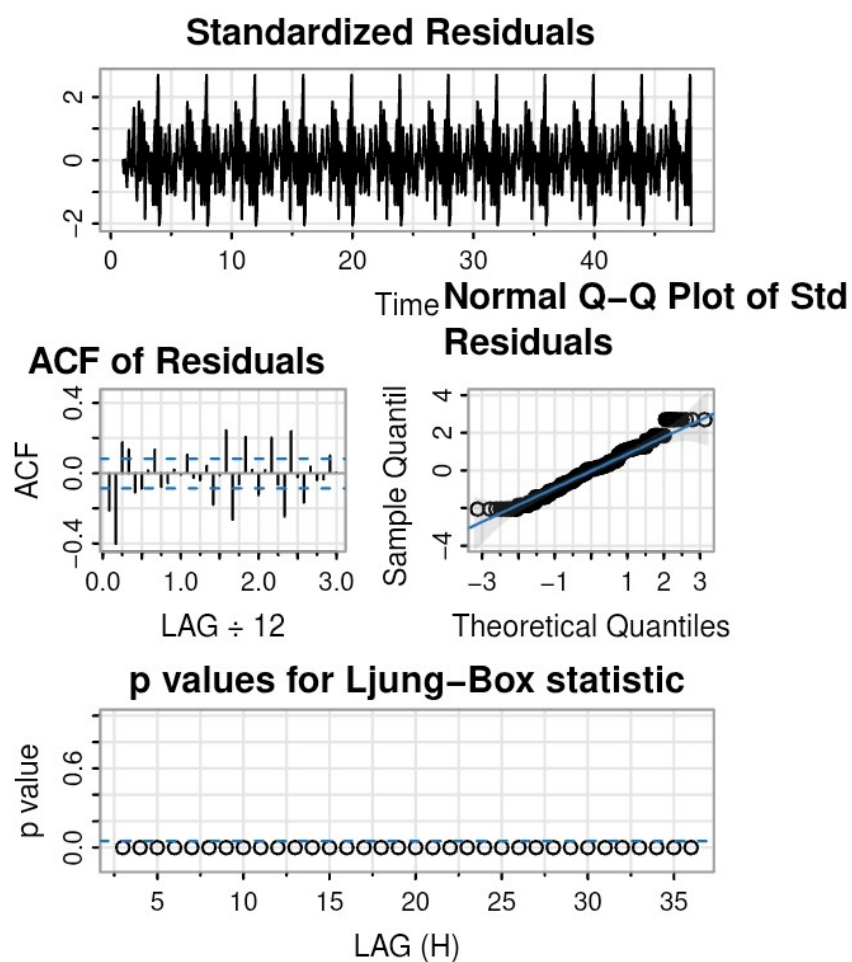 Standardized Residuals
2
0
−2
0 10 20 30 40
Time
Normal Q−Q Plot of Std
Residuals
ACF of Residuals
ACF
0.4
0.0
−0.4
0.0 1.0 2.0 3.0
LAG ÷ 12
Sample Quantil
4
2
0
−4
−3 −1 1 2 3
Theoretical Quantiles
p values for Ljung−Box statistic
p value
0.6
0.0
5 10 15 20 25 30 35
LAG (H)